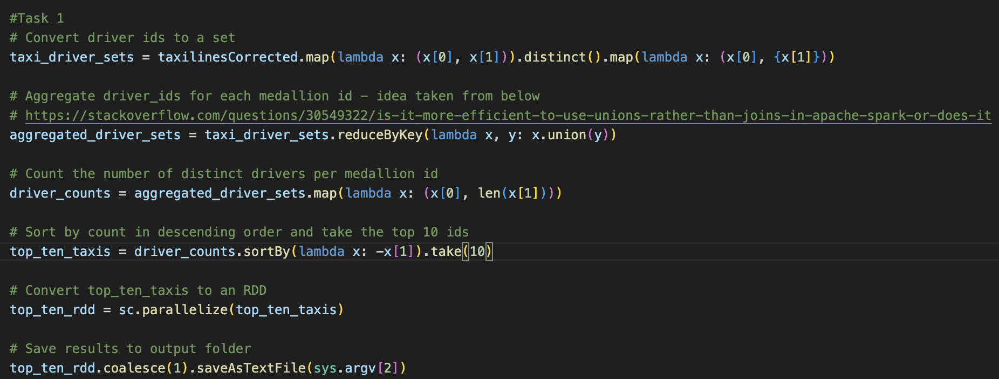 #Task 1
# Convert driver ids to a set
taxi_driver_sets = taxilinesCorrected.map(lambda x: (x[0], x[1])).distinct().map(lambda x: (x[0], {x[1]}))
# Aggregate driver_ids for each medallion id – idea taken from below
# https://stackoverflow.com/questions/30549322/is-it-more-efficient-to-use-unions-rather-than-joins-in-apache-spark-or-does-it
aggregated_driver_sets = taxi_driver_sets.reduceByKey(lambda x, y: x.union(y))
# Count the number of distinct drivers per medallion id
driver_counts = aggregated_driver_sets.map(lambda x: (x[0], len(x[1])))
# Sort by count in descending order and take the top 10 ids
top_ten_taxis = driver_counts.sortBy(lambda x: -x[1]).take(10)
# Convert top_ten_taxis to an RDD
top_ten_rdd = sc.parallelize(top_ten_taxis)
# Save results to output folder
top_ten_rdd.coalesce(1).saveAsTextFile(sys.argv[2])